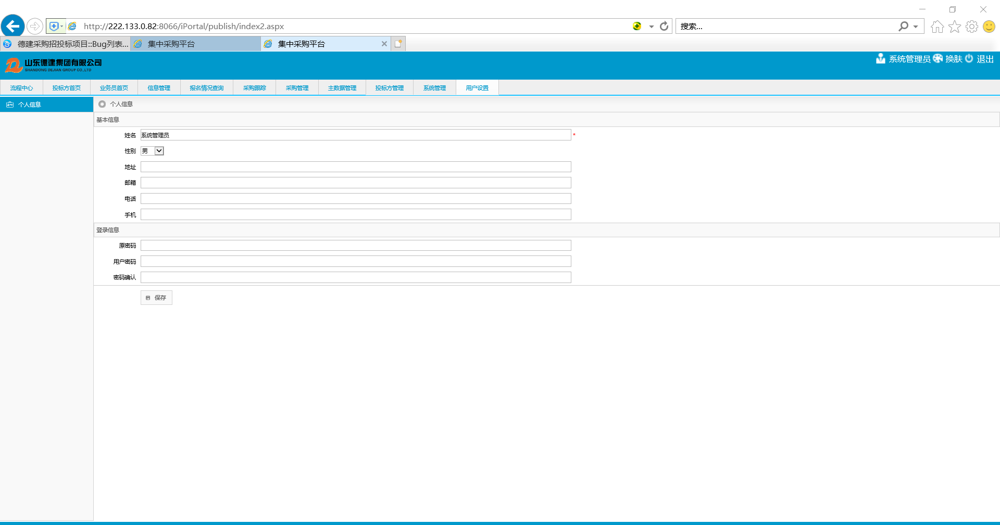 http://222.133.0.82:8066/iPortal/publish/index2.aspx
搜索...
德建采购招投标项目::Bug列表...
集中采购平台
集中采购平台
山东德建集团有限公司
SHANDONG DEJIAN GROUP CO.,LTD
系统管理员 换肤 退出
流程中心 投标方首页 业务员首页 信息管理 报名情况查询 采购跟踪 采购管理 主数据管理 投标方管理 系统管理 用户设置
个人信息
个人信息
基本信息
姓名 系统管理员 *
性别 男
地址
邮箱
电话
手机
登录信息
原密码
用户密码
密码确认
保存